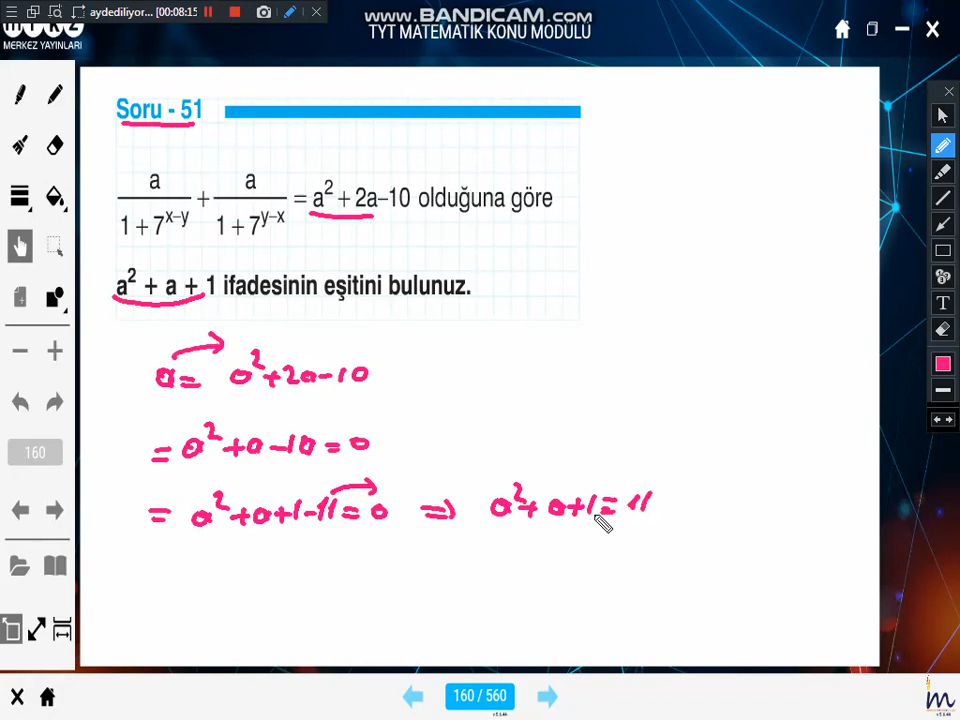 aydediliyor... [00:08:15]
www.BANDICAM.com
MERKEZ YAYINLARI
TYT MATEMATİK KONU MODÜLÜ
Soru - 51
a/(1+7^(x–y)) + a/(1+7^(y–x)) = a² + 2a–10 olduğuna göre
a² + a + 1 ifadesinin eşitini bulunuz.
a = a²+2a-10
= a²+a-10=0
= a²+a+1-11=0 ⇒ a²+a+1=11
160
160 / 560